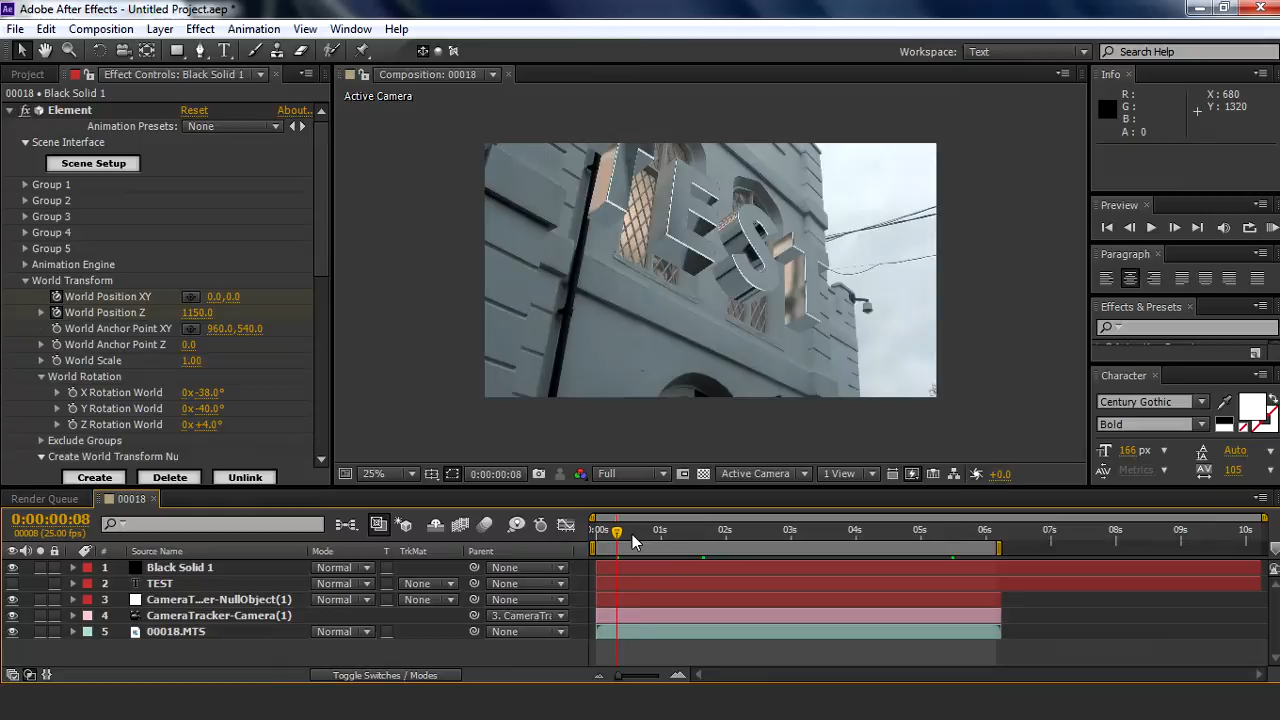 Adobe After Effects - Untitled Project.aep *
File Edit Composition Layer Effect Animation View Window Help
Workspace: Text Search Help
Project Effect Controls: Black Solid 1 Composition: 00018 Info
00018 • Black Solid 1
Active Camera
R: X: 680
G: Y: 1320
B:
A: 0
fx Element Reset About..
Animation Presets: None
Scene Interface
Scene Setup
Group 1
Group 2
Group 3
Group 4
Group 5
Animation Engine
World Transform
World Position XY 0.0,0.0
World Position Z 1150.0
World Anchor Point XY 960.0,540.0
World Anchor Point Z 0.0
World Scale 1.00
World Rotation
X Rotation World 0x-38.0°
Y Rotation World 0x-40.0°
Z Rotation World 0x+4.0°
Exclude Groups
Create World Transform Nu
Create Delete Unlink
TEST
Preview
Paragraph
Effects & Presets
Character
Century Gothic
Bold
166 px Auto
Metrics 105
25% 0:00:00:08 Full Active Camera 1 View +0.0
Render Queue 00018
0:00:00:08
00008 (25.00 fps)
:00s 01s 02s 03s 04s 05s 06s 07s 08s 09s 10s
# Source Name Mode T TrkMat Parent
1 Black Solid 1 Normal None
2 T TEST Normal None None
3 CameraT...er-NullObject(1) Normal None None
4 CameraTracker-Camera(1) 3. CameraTra
5 00018.MTS Normal None
Toggle Switches / Modes